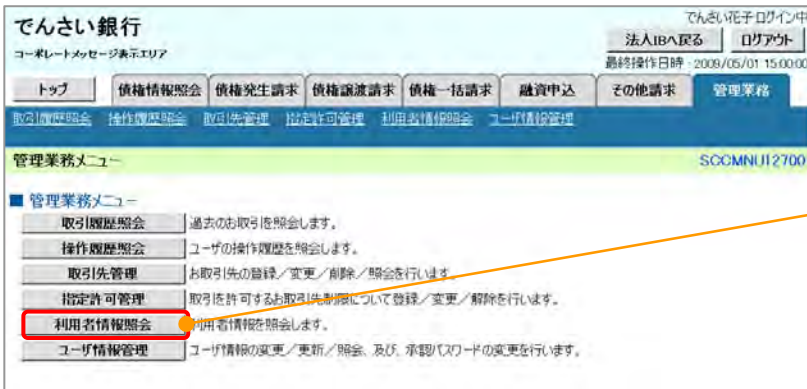 でんさい銀行
コーポレートメッセージ表示エリア
でんさい花子ログイン中
法人IBへ戻る ログアウト
最終操作日時:2009/05/01 15:00:00
トップ 債権情報照会 債権発生請求 債権譲渡請求 債権一括請求 融資申込 その他請求 管理業務
取引履歴照会 操作履歴照会 取引先管理 指定許可管理 利用者情報照会 ユーザ情報管理
管理業務メニュー SCCMNU12700
■ 管理業務メニュー
取引履歴照会 過去のお取引を照会します。
操作履歴照会 ユーザの操作履歴を照会します。
取引先管理 お取引先の登録/変更/削除/照会を行います。
指定許可管理 取引を許可するお取引先制限について登録/変更/解除を行います。
利用者情報照会 利用者情報を照会します。
ユーザ情報管理 ユーザ情報の変更/更新/照会、及び、承認パスワードの変更を行います。